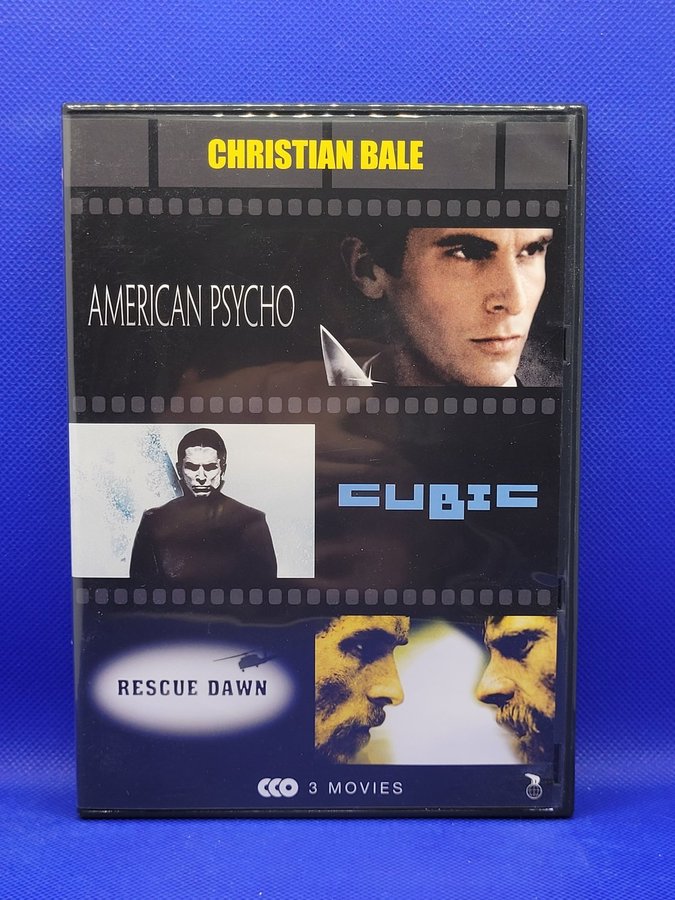 CHRISTIAN BALE
AMERICAN PSYCHO
CUBIC
RESCUE DAWN
3 MOVIES